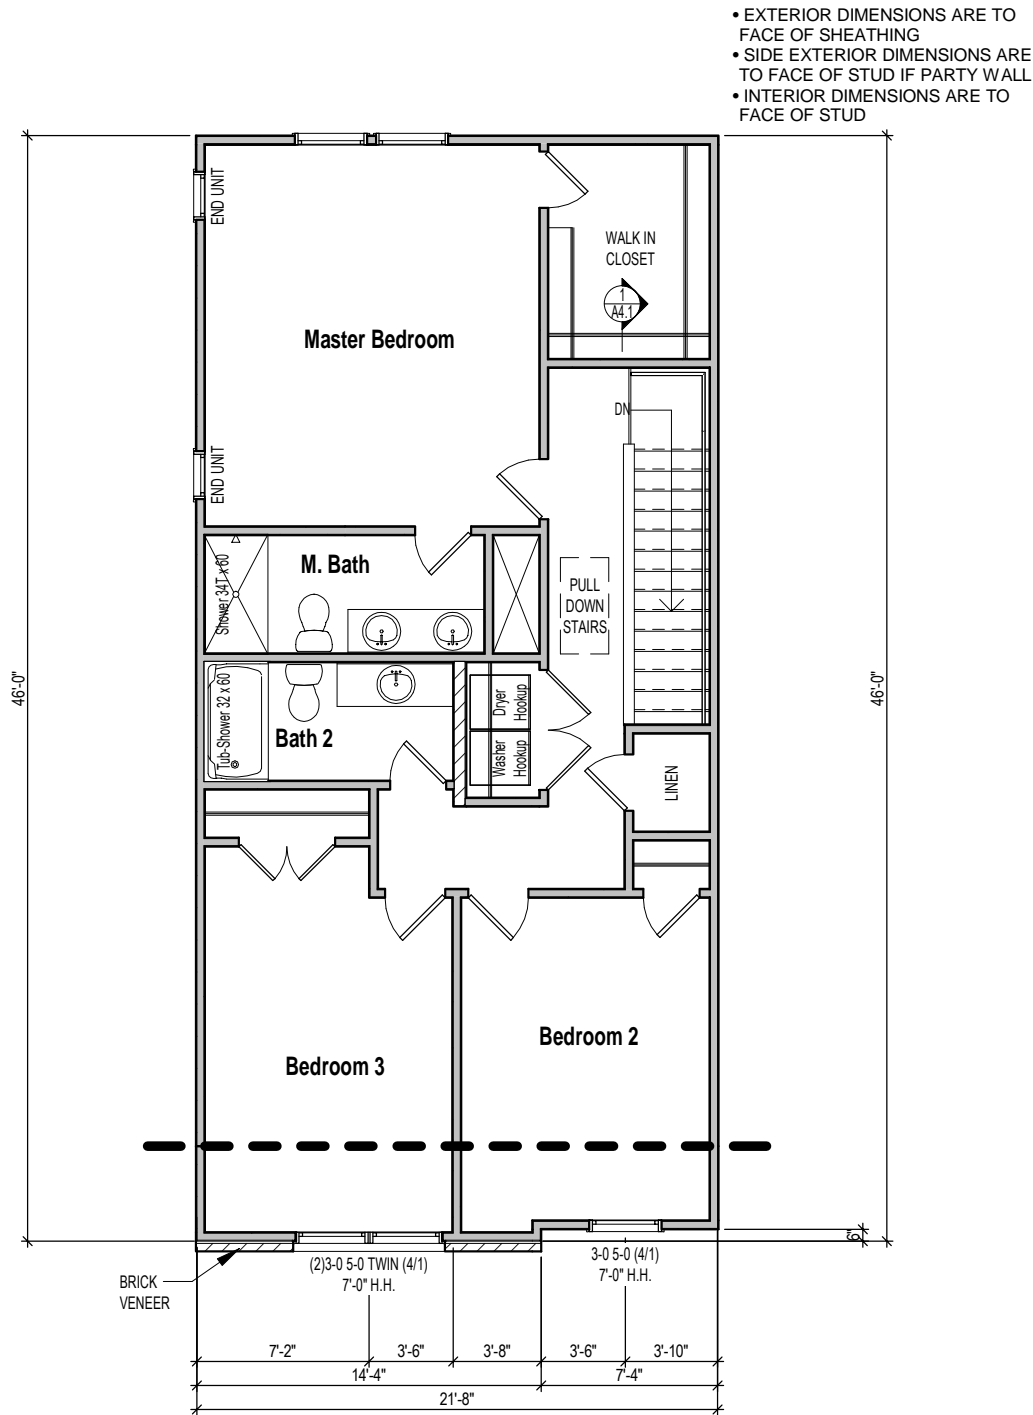 • EXTERIOR DIMENSIONS ARE TO
FACE OF SHEATHING
• SIDE EXTERIOR DIMENSIONS ARE
TO FACE OF STUD IF PARTY WALL
• INTERIOR DIMENSIONS ARE TO
FACE OF STUD
END UNIT
WALK IN
CLOSET
1
A4.1
Master Bedroom
DN
END UNIT
M. Bath
Shower 34T x 60
PULL
DOWN
STAIRS
46'-0"
46'-0"
Tub-Shower 32 x 60
Bath 2
Dryer
Hookup
Washer
Hookup
LINEN
Bedroom 2
Bedroom 3
6"
BRICK
VENEER
(2)3-0 5-0 TWIN (4/1)
7'-0" H.H.
3-0 5-0 (4/1)
7'-0" H.H.
7'-2"
3'-6"
3'-8"
3'-6"
3'-10"
14'-4"
7'-4"
21'-8"